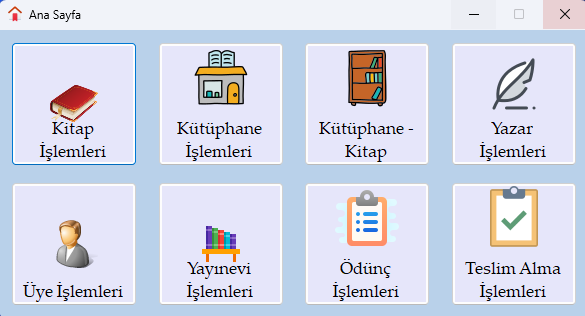 Ana Sayfa
Kitap
İşlemleri
Kütüphane
İşlemleri
Kütüphane -
Kitap
Yazar
İşlemleri
Üye İşlemleri
Yayınevi
İşlemleri
Ödünç
İşlemleri
Teslim Alma
İşlemleri